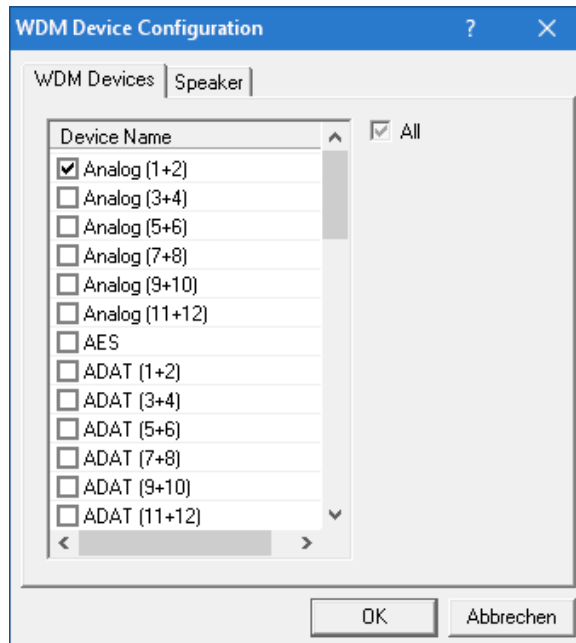 WDM Device Configuration
?
WDM Devices
Speaker
Device Name
All
Analog (1+2)
Analog (3+4)
Analog (5+6)
Analog (7+8)
Analog (9+10)
Analog (11+12)
AES
ADAT (1+2)
ADAT (3+4)
ADAT (5+6)
ADAT (7+8)
ADAT (9+10)
ADAT (11+12)
OK
Abbrechen